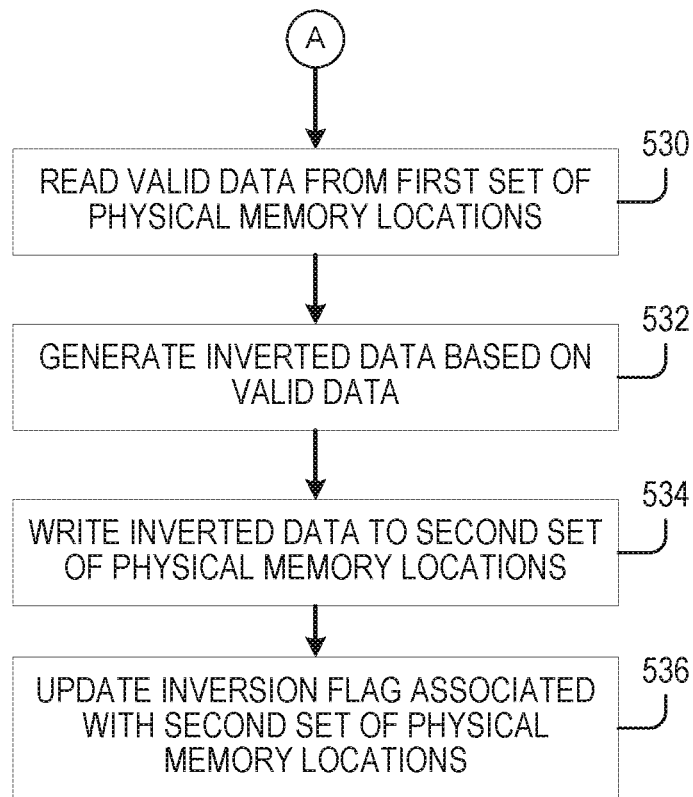 A
530
READ VALID DATA FROM FIRST SET OF
PHYSICAL MEMORY LOCATIONS
532
GENERATE INVERTED DATA BASED ON
VALID DATA
534
WRITE INVERTED DATA TO SECOND SET
OF PHYSICAL MEMORY LOCATIONS
536
UPDATE INVERSION FLAG ASSOCIATED
WITH SECOND SET OF PHYSICAL
MEMORY LOCATIONS